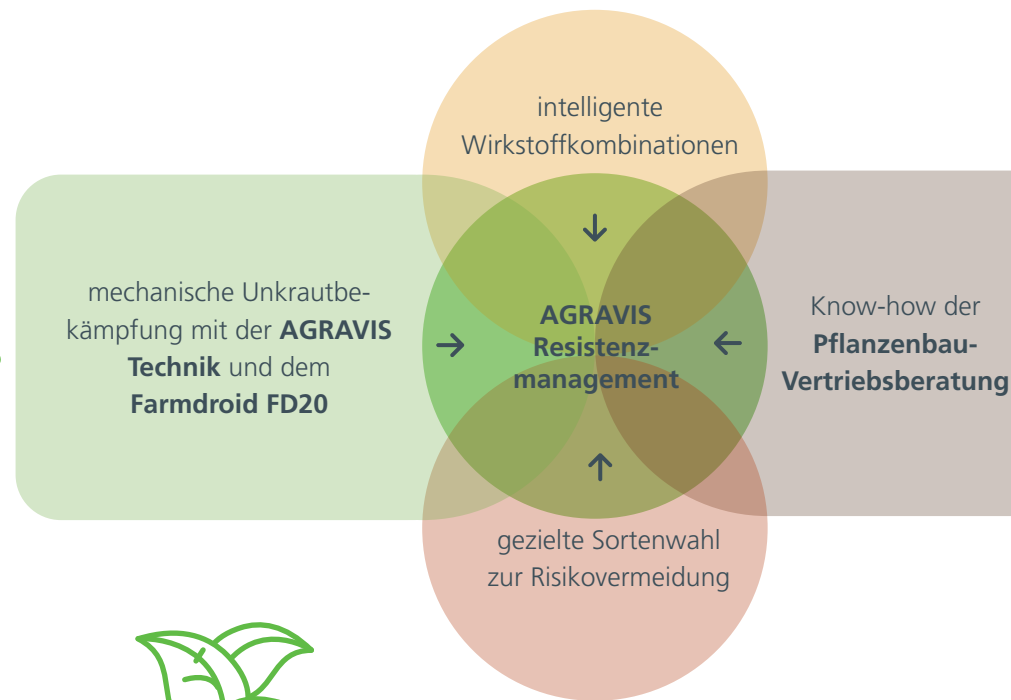 intelligente
Wirkstoffkombinationen
mechanische Unkrautbe-
kämpfung mit der AGRAVIS
Technik und dem
Farmdroid FD20
AGRAVIS
Resistenz-
management
Know-how der
Pflanzenbau-
Vertriebsberatung
gezielte Sortenwahl
zur Risikovermeidung